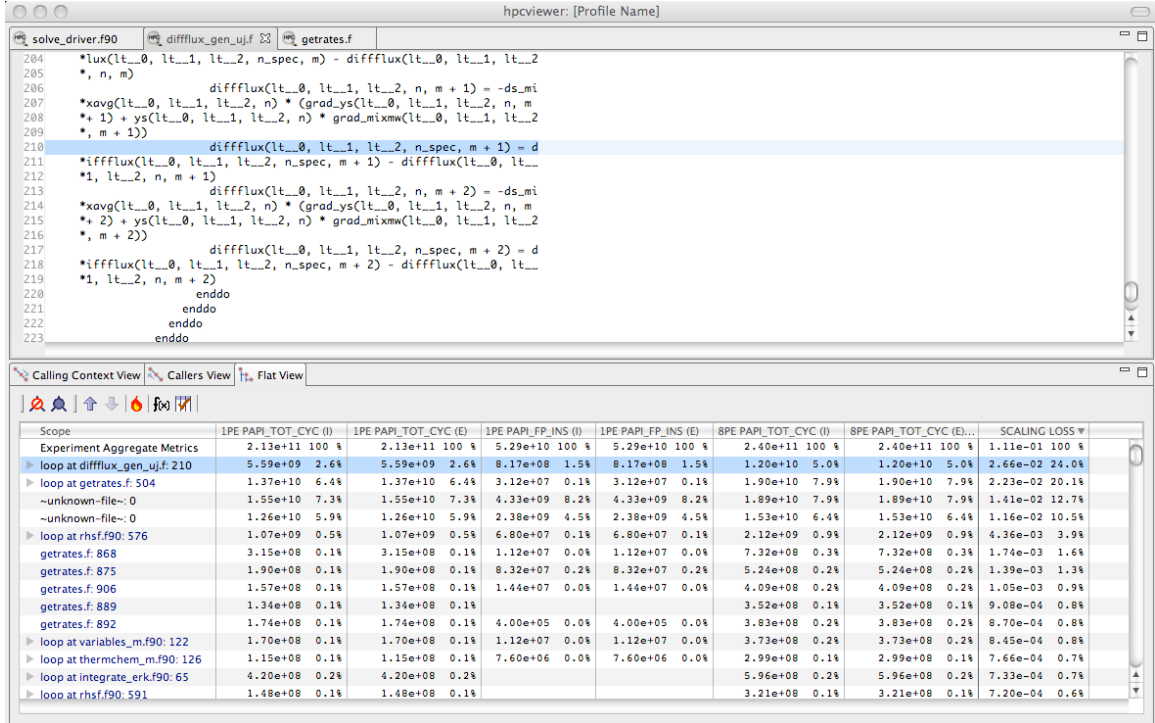 hpcviewer: [Profile Name]
solve_driver.f90 diffflux_gen_uj.f getrates.f
204 *lux(lt__0, lt__1, lt__2, n_spec, m) - diffflux(lt__0, lt__1, lt__2
205 *, n, m)
206 diffflux(lt__0, lt__1, lt__2, n, m + 1) = -ds_mi
207 *xavg(lt__0, lt__1, lt__2, n) * (grad_ys(lt__0, lt__1, lt__2, n, m
208 *+ 1) + ys(lt__0, lt__1, lt__2, n) * grad_mixmw(lt__0, lt__1, lt__2
209 *, m + 1))
210 diffflux(lt__0, lt__1, lt__2, n_spec, m + 1) = d
211 *iffflux(lt__0, lt__1, lt__2, n_spec, m + 1) - diffflux(lt__0, lt__
212 *1, lt__2, n, m + 1)
213 diffflux(lt__0, lt__1, lt__2, n, m + 2) = -ds_mi
214 *xavg(lt__0, lt__1, lt__2, n) * (grad_ys(lt__0, lt__1, lt__2, n, m
215 *+ 2) + ys(lt__0, lt__1, lt__2, n) * grad_mixmw(lt__0, lt__1, lt__2
216 *, m + 2))
217 diffflux(lt__0, lt__1, lt__2, n_spec, m + 2) = d
218 *iffflux(lt__0, lt__1, lt__2, n_spec, m + 2) - diffflux(lt__0, lt__
219 *1, lt__2, n, m + 2)
220 enddo
221 enddo
222 enddo
223 enddo
Calling Context View Callers View Flat View
f(x)
Scope 1PE PAPI_TOT_CYC (I) 1PE PAPI_TOT_CYC (E) 1PE PAPI_FP_INS (I) 1PE PAPI_FP_INS (E) 8PE PAPI_TOT_CYC (I) 8PE PAPI_TOT_CYC (E)... SCALING LOSS
Experiment Aggregate Metrics 2.13e+11 100 % 2.13e+11 100 % 5.29e+10 100 % 5.29e+10 100 % 2.40e+11 100 % 2.40e+11 100 % 1.11e-01 100 %
loop at diffflux_gen_uj.f: 210 5.59e+09 2.6% 5.59e+09 2.6% 8.17e+08 1.5% 8.17e+08 1.5% 1.20e+10 5.0% 1.20e+10 5.0% 2.66e-02 24.0%
loop at getrates.f: 504 1.37e+10 6.4% 1.37e+10 6.4% 3.12e+07 0.1% 3.12e+07 0.1% 1.90e+10 7.9% 1.90e+10 7.9% 2.23e-02 20.1%
~unknown-file~: 0 1.55e+10 7.3% 1.55e+10 7.3% 4.33e+09 8.2% 4.33e+09 8.2% 1.89e+10 7.9% 1.89e+10 7.9% 1.41e-02 12.7%
~unknown-file~: 0 1.26e+10 5.9% 1.26e+10 5.9% 2.38e+09 4.5% 2.38e+09 4.5% 1.53e+10 6.4% 1.53e+10 6.4% 1.16e-02 10.5%
loop at rhsf.f90: 576 1.07e+09 0.5% 1.07e+09 0.5% 6.80e+07 0.1% 6.80e+07 0.1% 2.12e+09 0.9% 2.12e+09 0.9% 4.36e-03 3.9%
getrates.f: 868 3.15e+08 0.1% 3.15e+08 0.1% 1.12e+07 0.0% 1.12e+07 0.0% 7.32e+08 0.3% 7.32e+08 0.3% 1.74e-03 1.6%
getrates.f: 875 1.90e+08 0.1% 1.90e+08 0.1% 8.32e+07 0.2% 8.32e+07 0.2% 5.24e+08 0.2% 5.24e+08 0.2% 1.39e-03 1.3%
getrates.f: 906 1.57e+08 0.1% 1.57e+08 0.1% 1.44e+07 0.0% 1.44e+07 0.0% 4.09e+08 0.2% 4.09e+08 0.2% 1.05e-03 0.9%
getrates.f: 889 1.34e+08 0.1% 1.34e+08 0.1% 3.52e+08 0.1% 3.52e+08 0.1% 9.08e-04 0.8%
getrates.f: 892 1.74e+08 0.1% 1.74e+08 0.1% 4.00e+05 0.0% 4.00e+05 0.0% 3.83e+08 0.2% 3.83e+08 0.2% 8.70e-04 0.8%
loop at variables_m.f90: 122 1.70e+08 0.1% 1.70e+08 0.1% 1.12e+07 0.0% 1.12e+07 0.0% 3.73e+08 0.2% 3.73e+08 0.2% 8.45e-04 0.8%
loop at thermchem_m.f90: 126 1.15e+08 0.1% 1.15e+08 0.1% 7.60e+06 0.0% 7.60e+06 0.0% 2.99e+08 0.1% 2.99e+08 0.1% 7.66e-04 0.7%
loop at integrate_erk.f90: 65 4.20e+08 0.2% 4.20e+08 0.2% 5.96e+08 0.2% 5.96e+08 0.2% 7.33e-04 0.7%
loop at rhsf.f90: 591 1.48e+08 0.1% 1.48e+08 0.1% 3.21e+08 0.1% 3.21e+08 0.1% 7.20e-04 0.6%